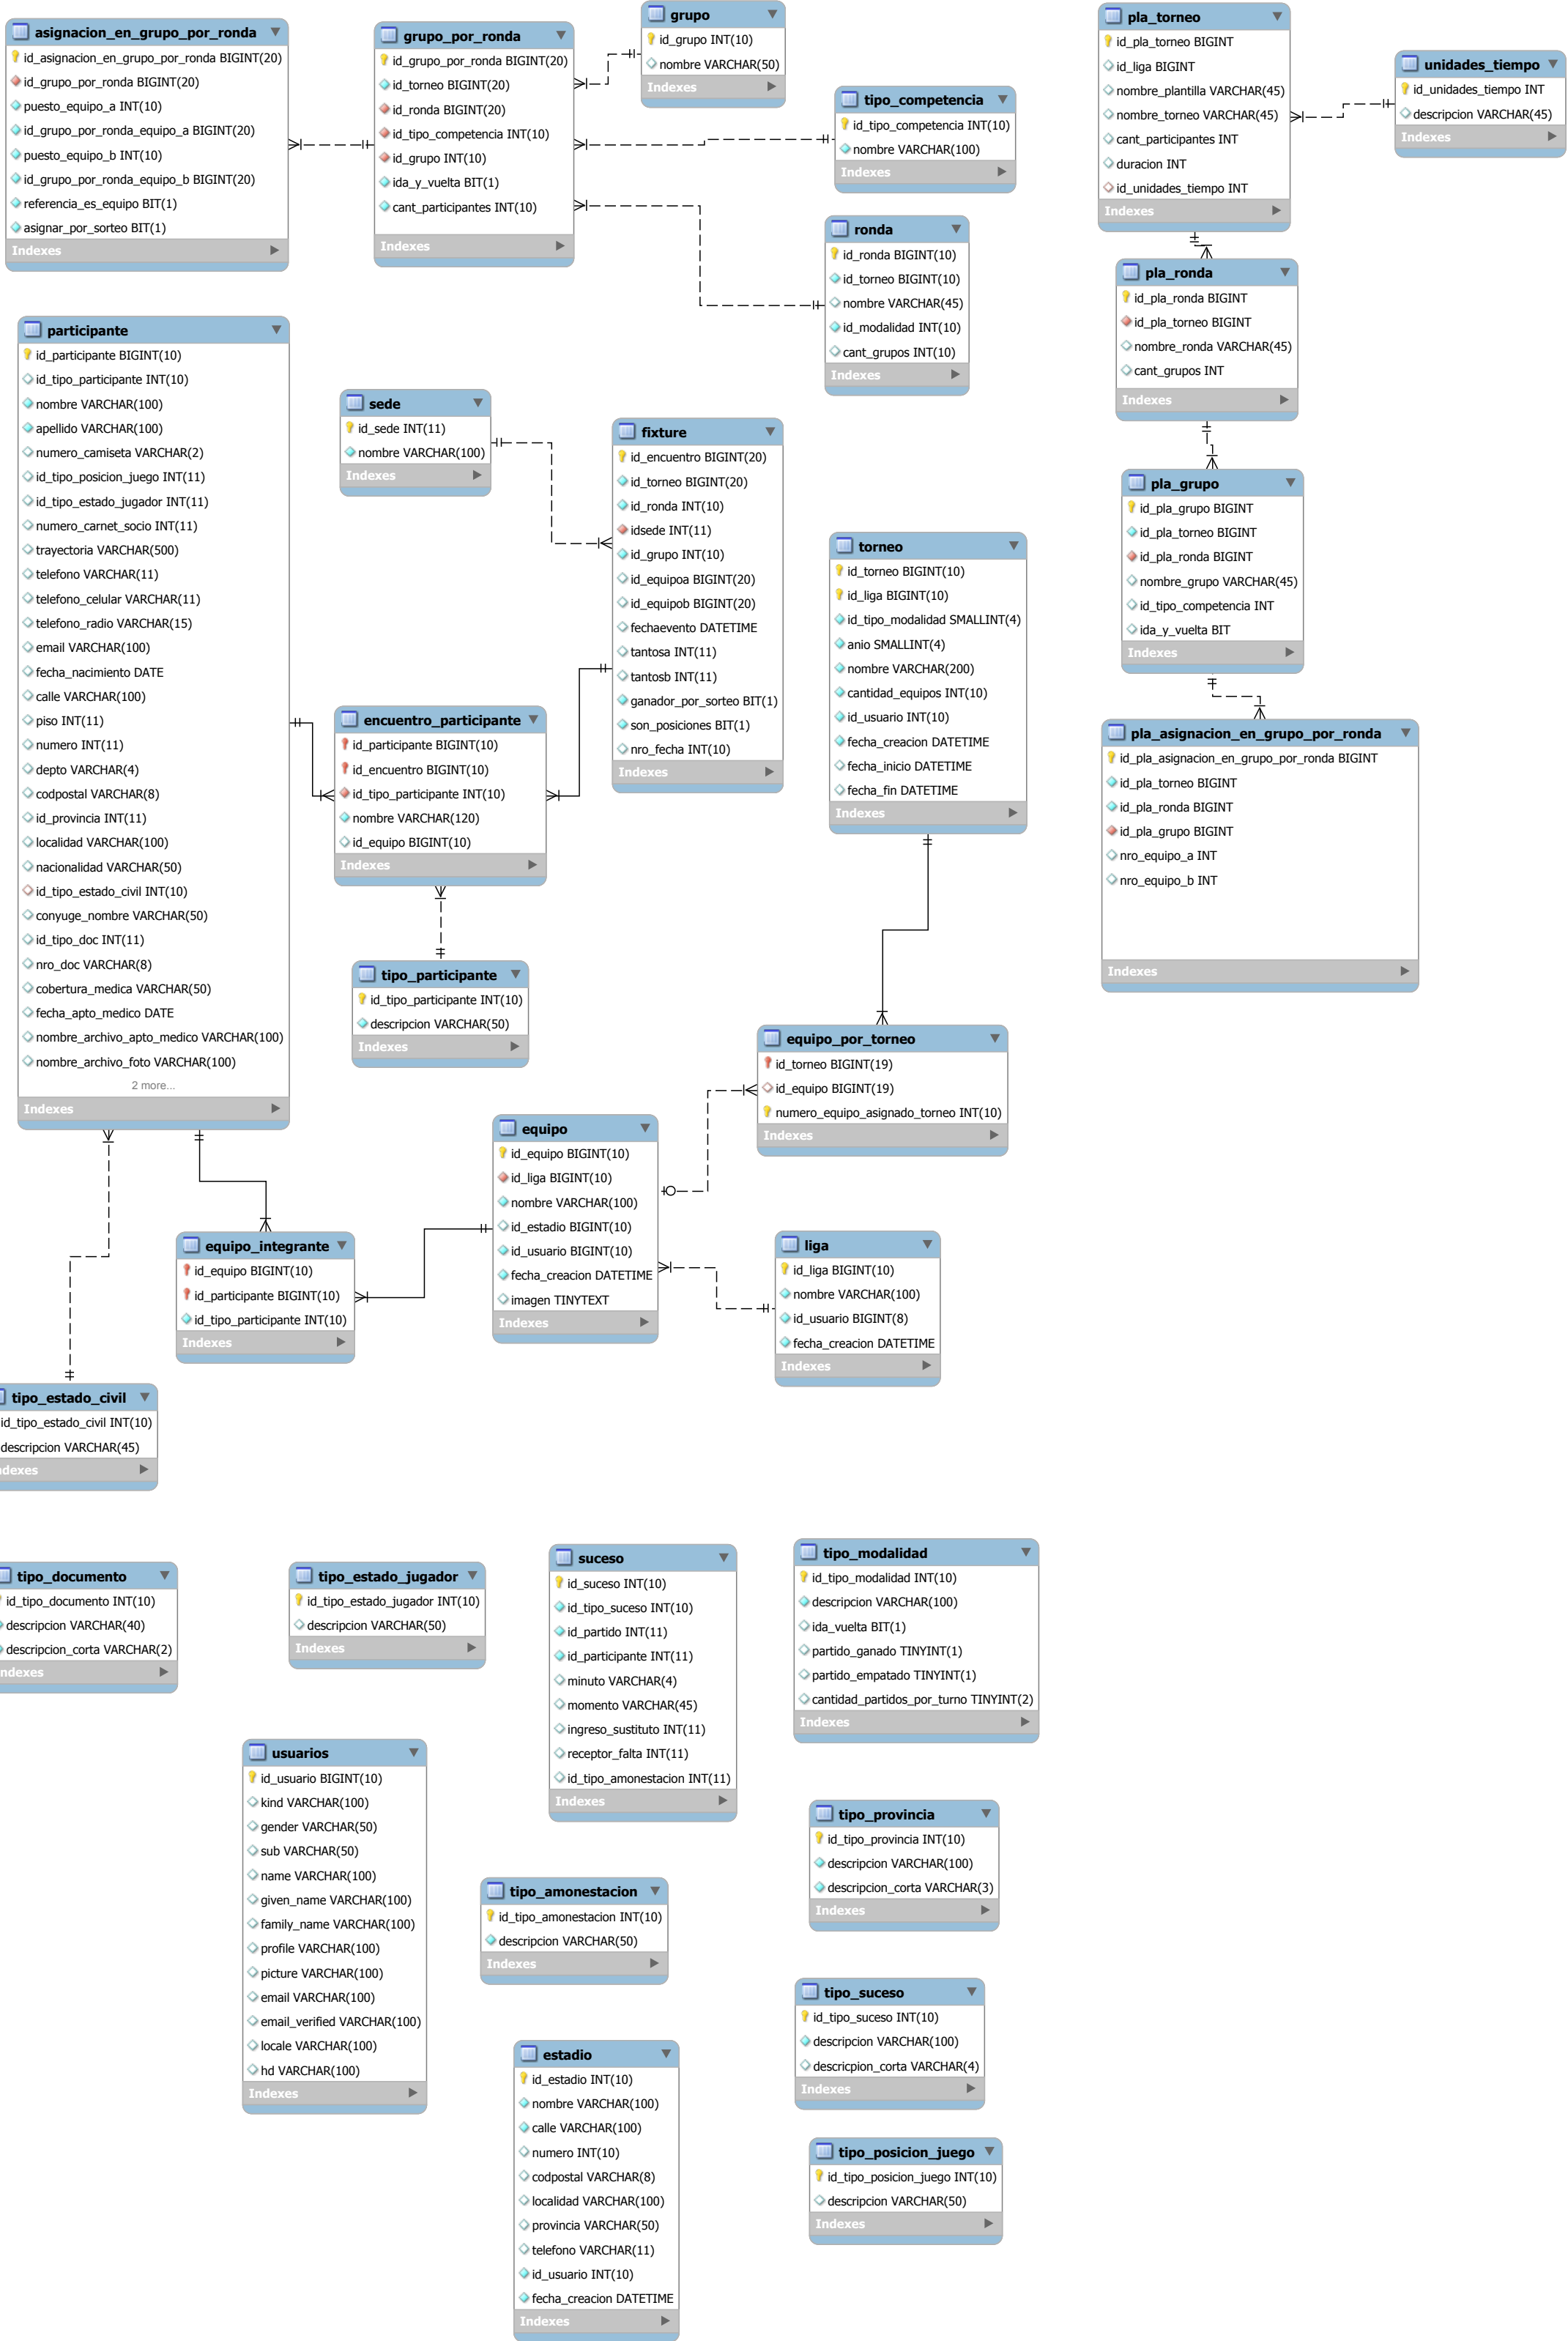 asignacion_en_grupo_por_ronda
id_asignacion_en_grupo_por_ronda BIGINT(20)
id_grupo_por_ronda BIGINT(20)
puesto_equipo_a INT(10)
id_grupo_por_ronda_equipo_a BIGINT(20)
puesto_equipo_b INT(10)
id_grupo_por_ronda_equipo_b BIGINT(20)
referencia_es_equipo BIT(1)
asignar_por_sorteo BIT(1)
Indexes
grupo_por_ronda
id_grupo_por_ronda BIGINT(20)
id_torneo BIGINT(20)
id_ronda BIGINT(20)
id_tipo_competencia INT(10)
id_grupo INT(10)
ida_y_vuelta BIT(1)
cant_participantes INT(10)
Indexes
grupo
id_grupo INT(10)
nombre VARCHAR(50)
Indexes
tipo_competencia
id_tipo_competencia INT(10)
nombre VARCHAR(100)
Indexes
ronda
id_ronda BIGINT(10)
id_torneo BIGINT(10)
nombre VARCHAR(45)
id_modalidad INT(10)
cant_grupos INT(10)
Indexes
pla_torneo
id_pla_torneo BIGINT
id_liga BIGINT
nombre_plantilla VARCHAR(45)
nombre_torneo VARCHAR(45)
cant_participantes INT
duracion INT
id_unidades_tiempo INT
Indexes
unidades_tiempo
id_unidades_tiempo INT
descripcion VARCHAR(45)
Indexes
pla_ronda
id_pla_ronda BIGINT
id_pla_torneo BIGINT
nombre_ronda VARCHAR(45)
cant_grupos INT
Indexes
pla_grupo
id_pla_grupo BIGINT
id_pla_torneo BIGINT
id_pla_ronda BIGINT
nombre_grupo VARCHAR(45)
id_tipo_competencia INT
ida_y_vuelta BIT
Indexes
pla_asignacion_en_grupo_por_ronda
id_pla_asignacion_en_grupo_por_ronda BIGINT
id_pla_torneo BIGINT
id_pla_ronda BIGINT
id_pla_grupo BIGINT
nro_equipo_a INT
nro_equipo_b INT
Indexes
participante
id_participante BIGINT(10)
id_tipo_participante INT(10)
nombre VARCHAR(100)
apellido VARCHAR(100)
numero_camiseta VARCHAR(2)
id_tipo_posicion_juego INT(11)
id_tipo_estado_jugador INT(11)
numero_carnet_socio INT(11)
trayectoria VARCHAR(500)
telefono VARCHAR(11)
telefono_celular VARCHAR(11)
telefono_radio VARCHAR(15)
email VARCHAR(100)
fecha_nacimiento DATE
calle VARCHAR(100)
piso INT(11)
numero INT(11)
depto VARCHAR(4)
codpostal VARCHAR(8)
id_provincia INT(11)
localidad VARCHAR(100)
nacionalidad VARCHAR(50)
id_tipo_estado_civil INT(10)
conyuge_nombre VARCHAR(50)
id_tipo_doc INT(11)
nro_doc VARCHAR(8)
cobertura_medica VARCHAR(50)
fecha_apto_medico DATE
nombre_archivo_apto_medico VARCHAR(100)
nombre_archivo_foto VARCHAR(100)
2 more...
Indexes
sede
id_sede INT(11)
nombre VARCHAR(100)
Indexes
fixture
id_encuentro BIGINT(20)
id_torneo BIGINT(20)
id_ronda INT(10)
idsede INT(11)
id_grupo INT(10)
id_equipoa BIGINT(20)
id_equipob BIGINT(20)
fechaevento DATETIME
tantosa INT(11)
tantosb INT(11)
ganador_por_sorteo BIT(1)
son_posiciones BIT(1)
nro_fecha INT(10)
Indexes
torneo
id_torneo BIGINT(10)
id_liga BIGINT(10)
id_tipo_modalidad SMALLINT(4)
anio SMALLINT(4)
nombre VARCHAR(200)
cantidad_equipos INT(10)
id_usuario INT(10)
fecha_creacion DATETIME
fecha_inicio DATETIME
fecha_fin DATETIME
Indexes
encuentro_participante
id_participante BIGINT(10)
id_encuentro BIGINT(10)
id_tipo_participante INT(10)
nombre VARCHAR(120)
id_equipo BIGINT(10)
Indexes
tipo_participante
id_tipo_participante INT(10)
descripcion VARCHAR(50)
Indexes
equipo_por_torneo
id_torneo BIGINT(19)
id_equipo BIGINT(19)
numero_equipo_asignado_torneo INT(10)
Indexes
equipo
id_equipo BIGINT(10)
id_liga BIGINT(10)
nombre VARCHAR(100)
id_estadio BIGINT(10)
id_usuario BIGINT(10)
fecha_creacion DATETIME
imagen TINYTEXT
Indexes
equipo_integrante
id_equipo BIGINT(10)
id_participante BIGINT(10)
id_tipo_participante INT(10)
Indexes
liga
id_liga BIGINT(10)
nombre VARCHAR(100)
id_usuario BIGINT(8)
fecha_creacion DATETIME
Indexes
tipo_estado_civil
id_tipo_estado_civil INT(10)
descripcion VARCHAR(45)
ndexes
tipo_documento
id_tipo_documento INT(10)
descripcion VARCHAR(40)
descripcion_corta VARCHAR(2)
Indexes
tipo_estado_jugador
id_tipo_estado_jugador INT(10)
descripcion VARCHAR(50)
Indexes
suceso
id_suceso INT(10)
id_tipo_suceso INT(10)
id_partido INT(11)
id_participante INT(11)
minuto VARCHAR(4)
momento VARCHAR(45)
ingreso_sustituto INT(11)
receptor_falta INT(11)
id_tipo_amonestacion INT(11)
Indexes
tipo_modalidad
id_tipo_modalidad INT(10)
descripcion VARCHAR(100)
ida_vuelta BIT(1)
partido_ganado TINYINT(1)
partido_empatado TINYINT(1)
cantidad_partidos_por_turno TINYINT(2)
Indexes
usuarios
id_usuario BIGINT(10)
kind VARCHAR(100)
gender VARCHAR(50)
sub VARCHAR(50)
name VARCHAR(100)
given_name VARCHAR(100)
family_name VARCHAR(100)
profile VARCHAR(100)
picture VARCHAR(100)
email VARCHAR(100)
email_verified VARCHAR(100)
locale VARCHAR(100)
hd VARCHAR(100)
Indexes
tipo_provincia
id_tipo_provincia INT(10)
descripcion VARCHAR(100)
descripcion_corta VARCHAR(3)
Indexes
tipo_amonestacion
id_tipo_amonestacion INT(10)
descripcion VARCHAR(50)
Indexes
tipo_suceso
id_tipo_suceso INT(10)
descripcion VARCHAR(100)
descricpion_corta VARCHAR(4)
Indexes
estadio
id_estadio INT(10)
nombre VARCHAR(100)
calle VARCHAR(100)
numero INT(10)
codpostal VARCHAR(8)
localidad VARCHAR(100)
provincia VARCHAR(50)
telefono VARCHAR(11)
id_usuario INT(10)
fecha_creacion DATETIME
Indexes
tipo_posicion_juego
id_tipo_posicion_juego INT(10)
descripcion VARCHAR(50)
Indexes